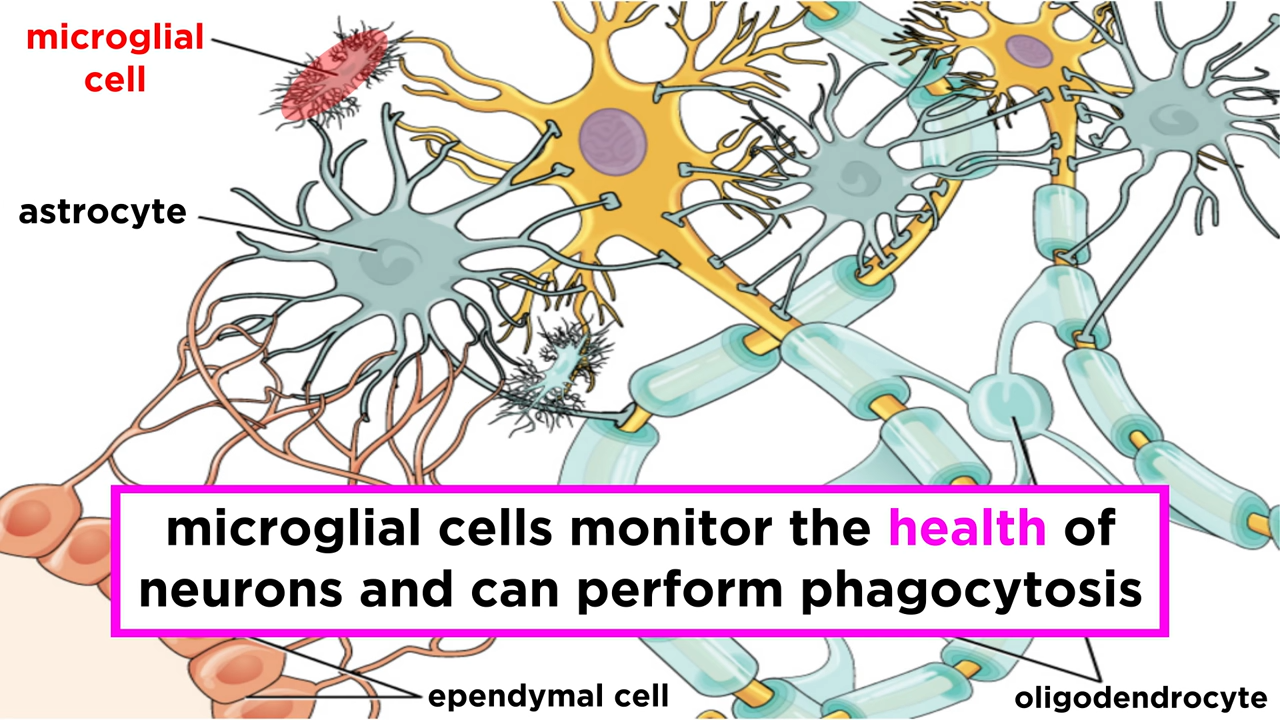 microglial
cell
astrocyte
microglial cells monitor the health of
neurons and can perform phagocytosis
ependymal cell
oligodendrocyte